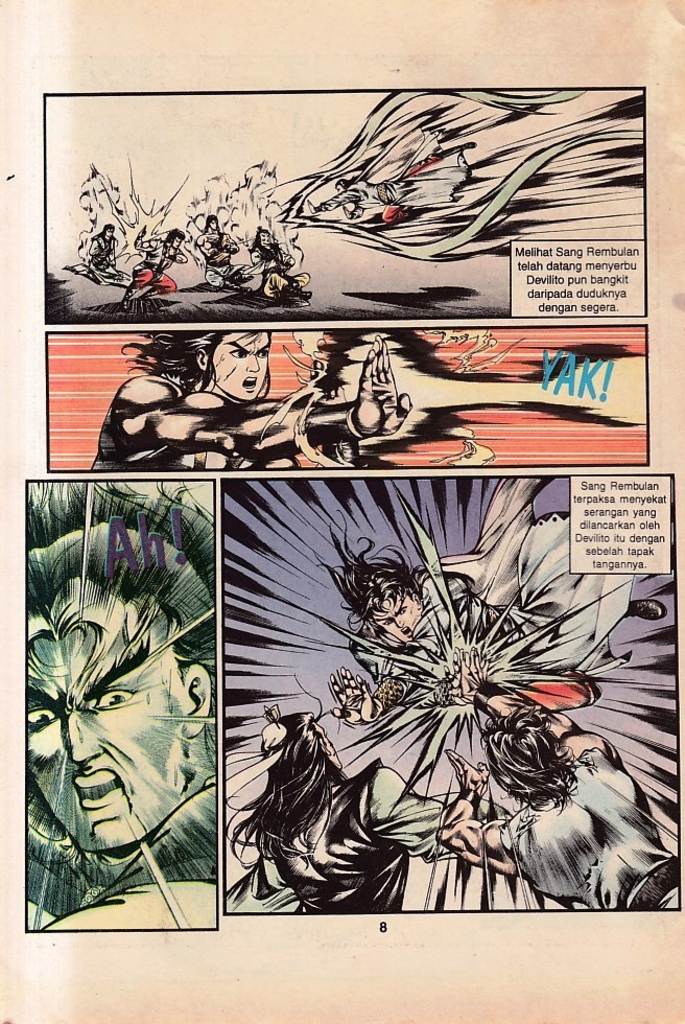 Melihat Sang Rembulan
telah datang menyerbu
Devilito pun bangkit
daripada duduknya
dengan segera.
YAK!
Ah!
Sang Rembulan
terpaksa menyekat
serangan yang
dilancarkan oleh
Devilito itu dengan
sebelah tapak
tangannya.
8